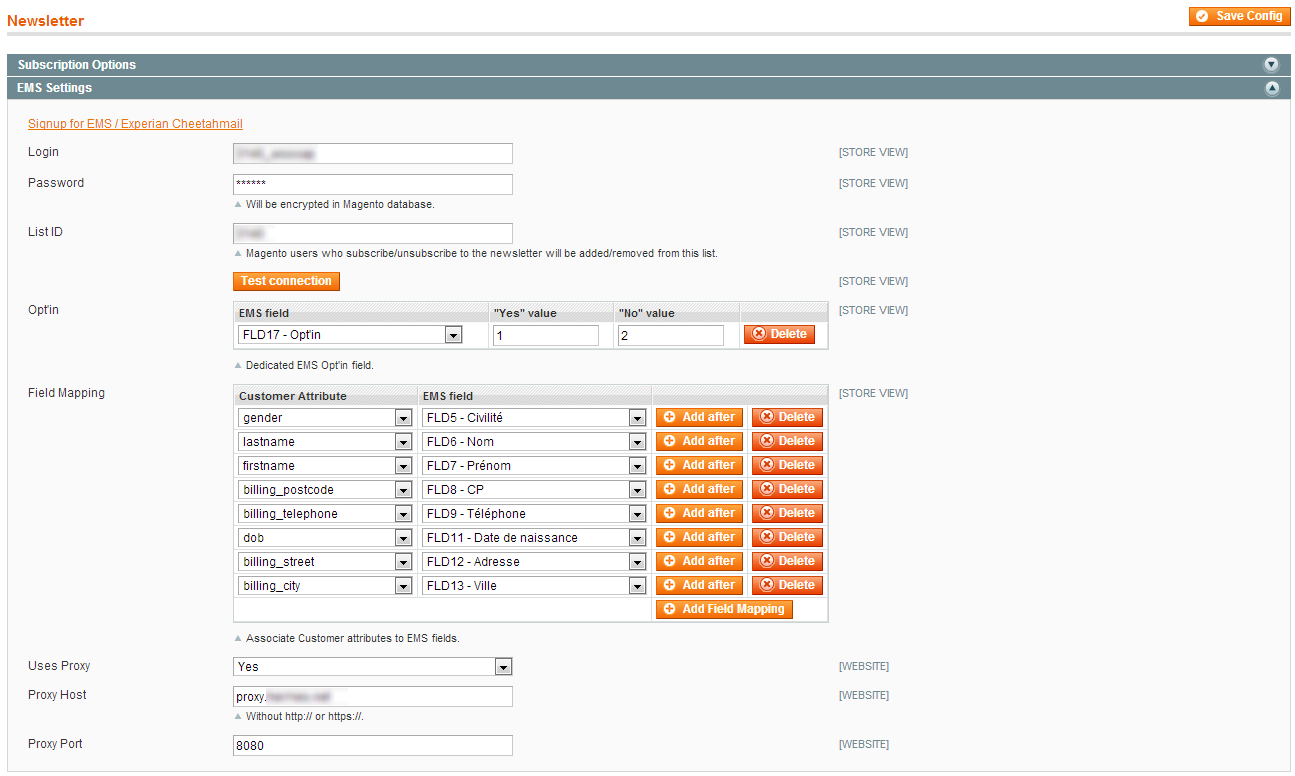 Newsletter
Save Config
Subscription Options
EMS Settings
Signup for EMS / Experian Cheetahmail
Login [STORE VIEW]
Password ****** [STORE VIEW]
Will be encrypted in Magento database.
List ID [STORE VIEW]
Magento users who subscribe/unsubscribe to the newsletter will be added/removed from this list.
Test connection [STORE VIEW]
Opt'in EMS field "Yes" value "No" value [STORE VIEW]
FLD17 - Opt'in 1 2 Delete
Dedicated EMS Opt'in field.
Field Mapping Customer Attribute EMS field [STORE VIEW]
gender FLD5 - Civilité Add after Delete
lastname FLD6 - Nom Add after Delete
firstname FLD7 - Prénom Add after Delete
billing_postcode FLD8 - CP Add after Delete
billing_telephone FLD9 - Téléphone Add after Delete
dob FLD11 - Date de naissance Add after Delete
billing_street FLD12 - Adresse Add after Delete
billing_city FLD13 - Ville Add after Delete
Add Field Mapping
Associate Customer attributes to EMS fields.
Uses Proxy Yes [WEBSITE]
Proxy Host proxy. [WEBSITE]
Without http:// or https://.
Proxy Port 8080 [WEBSITE]